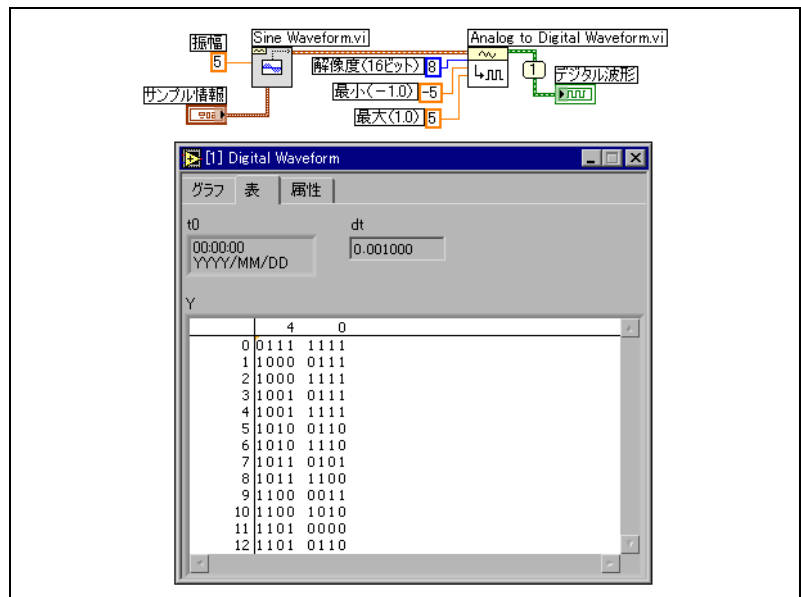 Sine Waveform.vi
Analog to Digital Waveform.vi
振幅
5
解像度(16ビット) 8
1
デジタル波形
サンプル情報
最小(-1.0) -5
最大(1.0) 5
[1] Digital Waveform
グラフ 表 属性
t0 dt
00:00:00
YYYY/MM/DD
0.001000
Y
4 0
0 0111 1111
1 1000 0111
2 1000 1111
3 1001 0111
4 1001 1111
5 1010 0110
6 1010 1110
7 1011 0101
8 1011 1100
9 1100 0011
10 1100 1010
11 1101 0000
12 1101 0110